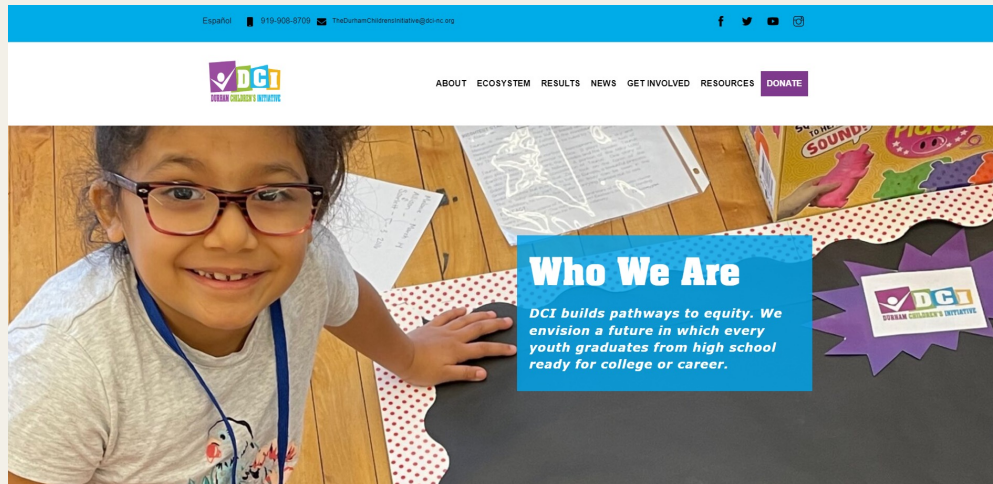 Español 919-908-8709 TheDurhamChildrensInitiative@dci-nc.org
DCI
DURHAM CHILDREN'S INITIATIVE
ABOUT ECOSYSTEM RESULTS NEWS GET INVOLVED RESOURCES DONATE
SOUND!
Who We Are
DCI builds pathways to equity. We
envision a future in which every
youth graduates from high school
ready for college or career.
DCI
DURHAM CHILDREN'S INITIATIVE